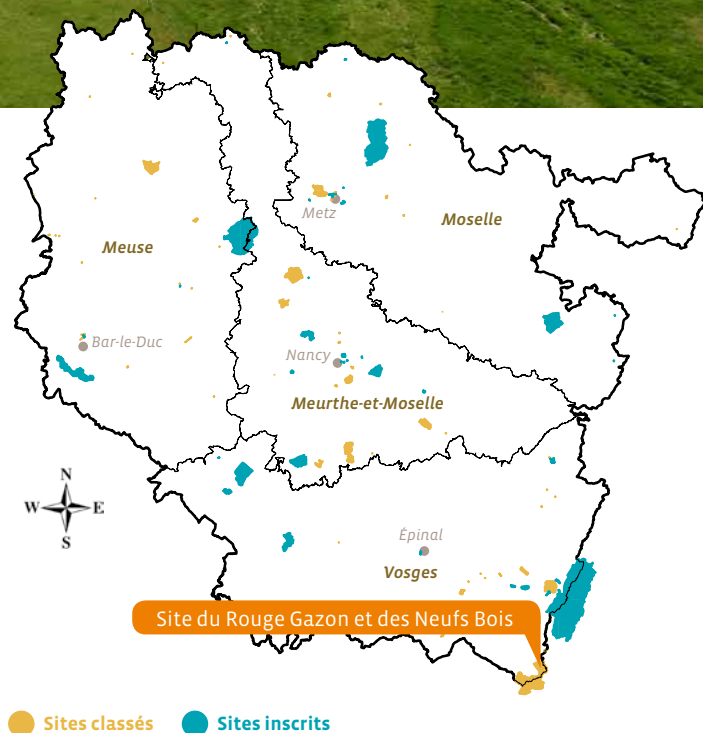 Metz
Moselle
Meuse
Bar-le-Duc
Nancy
Meurthe-et-Moselle
N
W E
S
Épinal
Vosges
Site du Rouge Gazon et des Neufs Bois
Sites classés Sites inscrits